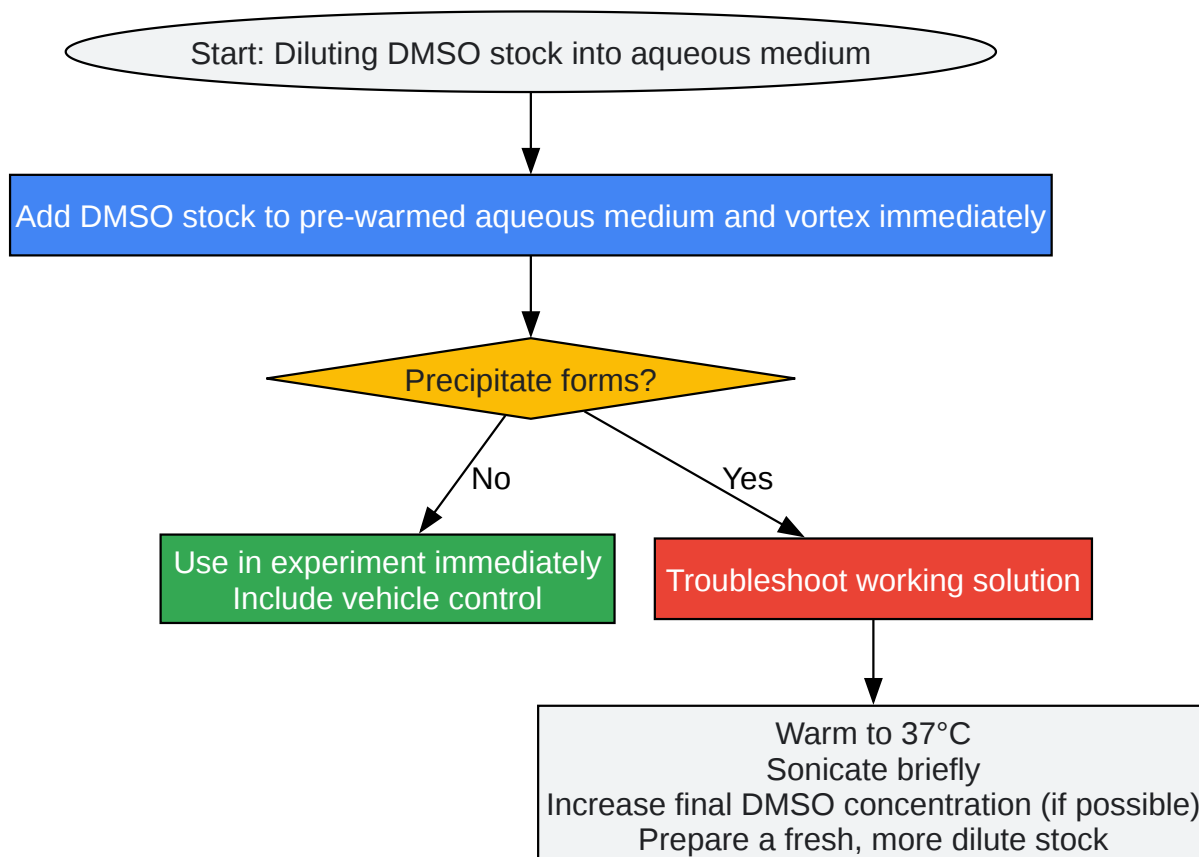 Start: Diluting DMSO stock into aqueous medium
Add DMSO stock to pre-warmed aqueous medium and vortex immediately
Precipitate forms?
No
Yes
Use in experiment immediately
Include vehicle control
Troubleshoot working solution
Warm to 37°C
Sonicate briefly
Increase final DMSO concentration (if possible)
Prepare a fresh, more dilute stock